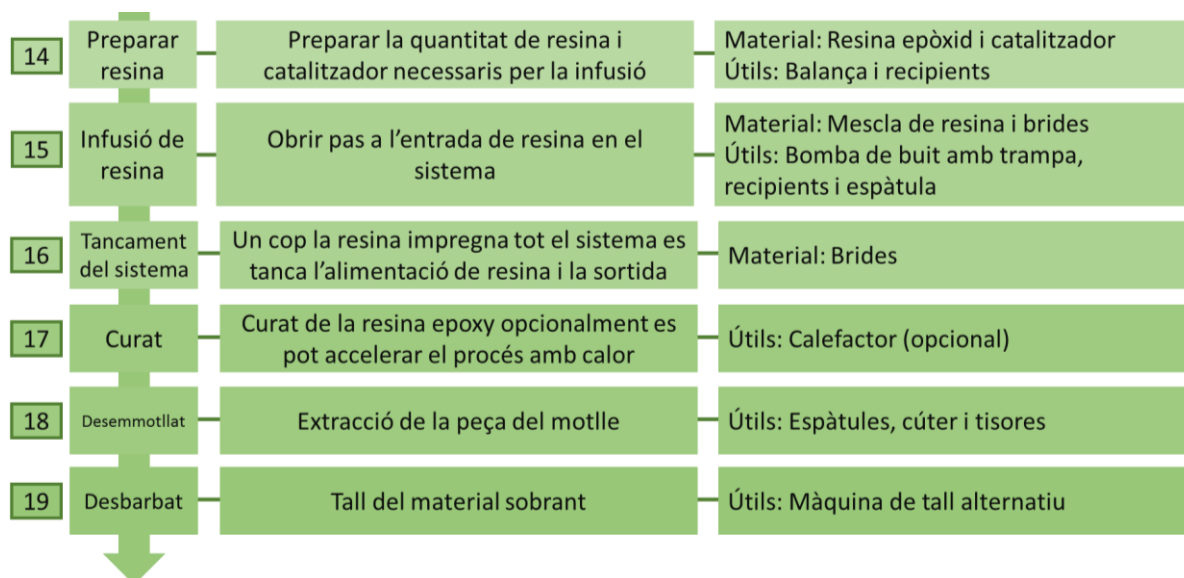 14
Preparar
resina
Preparar la quantitat de resina i
catalitzador necessaris per la infusió
Material: Resina epòxid i catalitzador
Útils: Balança i recipients
15
Infusió de
resina
Obrir pas a l’entrada de resina en el
sistema
Material: Mescla de resina i brides
Útils: Bomba de buit amb trampa,
recipients i espàtula
16
Tancament
del sistema
Un cop la resina impregna tot el sistema es
tanca l’alimentació de resina i la sortida
Material: Brides
17
Curat
Curat de la resina epoxy opcionalment es
pot accelerar el procés amb calor
Útils: Calefactor (opcional)
18
Desemmotllat
Extracció de la peça del motlle
Útils: Espàtules, cúter i tisores
19
Desbarbat
Tall del material sobrant
Útils: Màquina de tall alternatiu